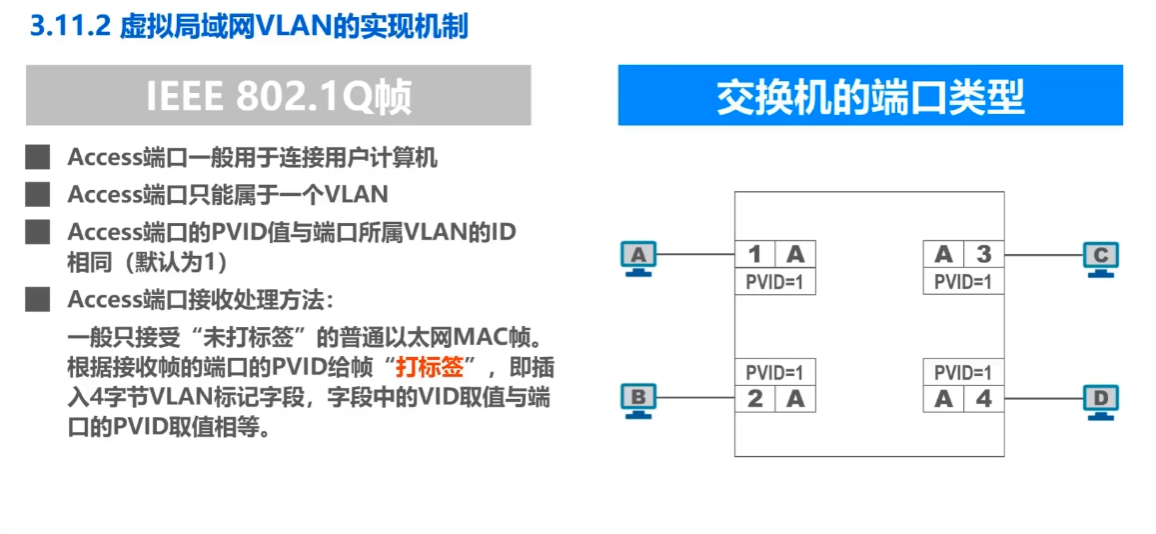 3.11.2 虚拟局域网VLAN的实现机制
IEEE 802.1Q帧
Access端口一般用于连接用户计算机
Access端口只能属于一个VLAN
Access端口的PVID值与端口所属VLAN的ID
相同（默认为1）
Access端口接收处理方法：
一般只接受“未打标签”的普通以太网MAC帧。
根据接收帧的端口的PVID给帧“打标签”，即插
入4字节VLAN标记字段，字段中的VID取值与端
口的PVID取值相等。
交换机的端口类型
A
1 A
PVID=1
A 3
PVID=1
C
B
PVID=1
2 A
PVID=1
A 4
D